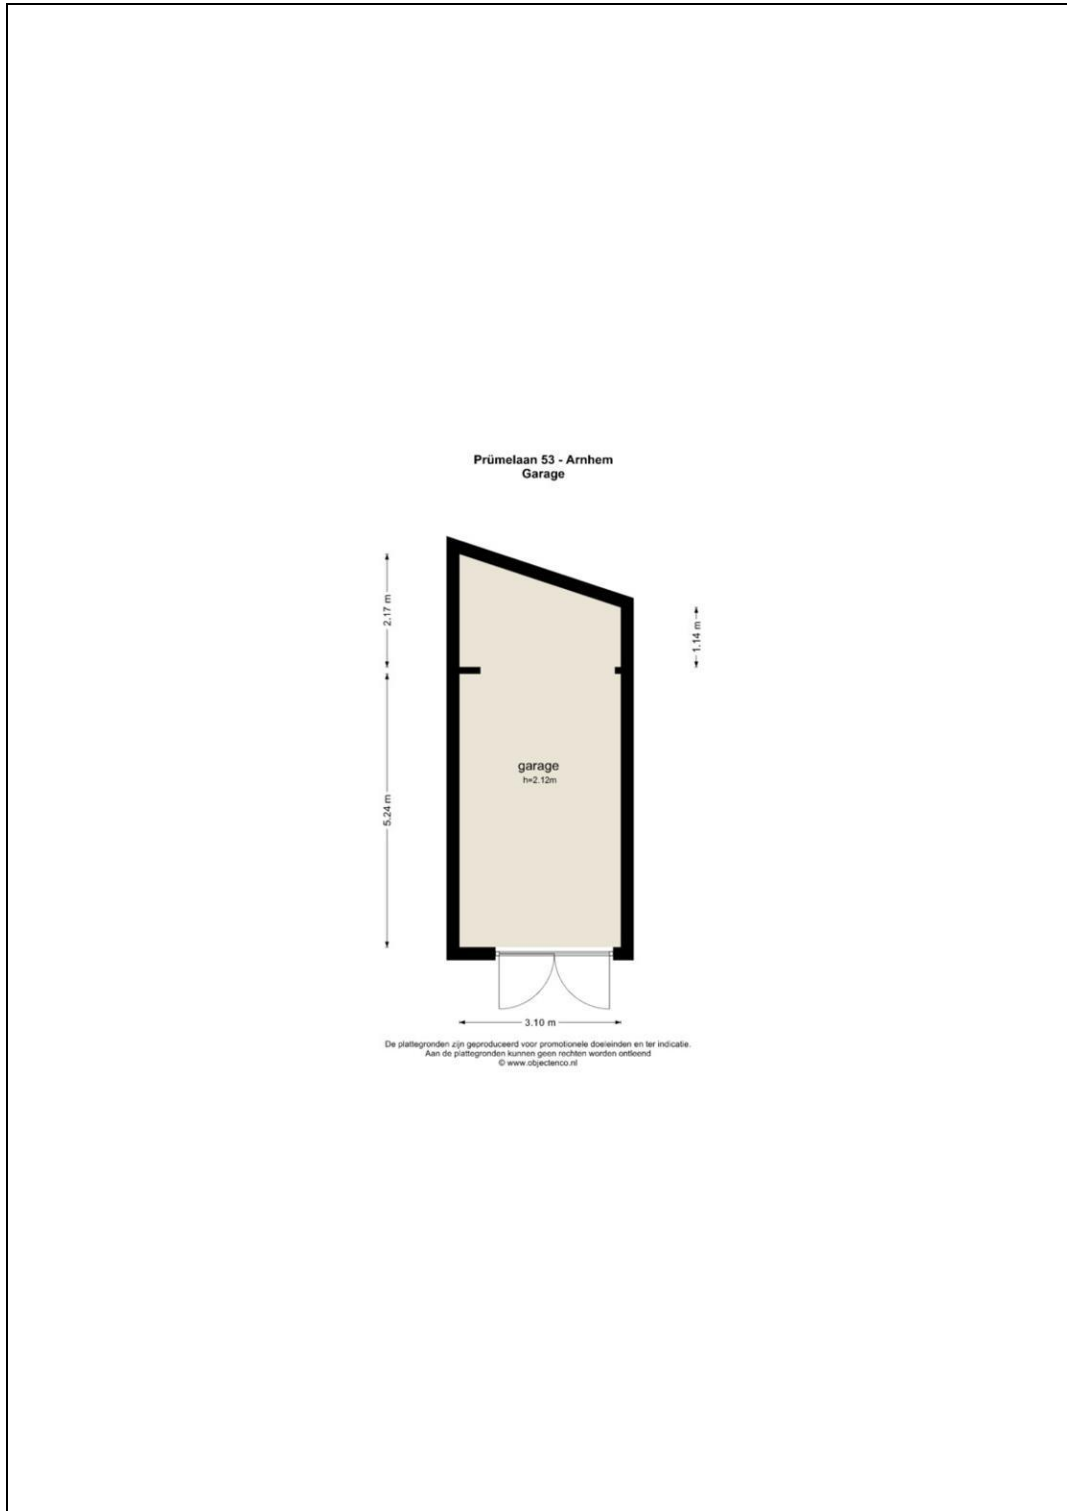 Prümelaan 53 - Arnhem
Garage
2.17 m
1.14 m
garage
h=2.12m
5.24 m
3.10 m
De plattegronden zijn geproduceerd voor promotionele doeleinden en ter indicatie.
Aan de plattegronden kunnen geen rechten worden ontleend
© www.objectenco.nl